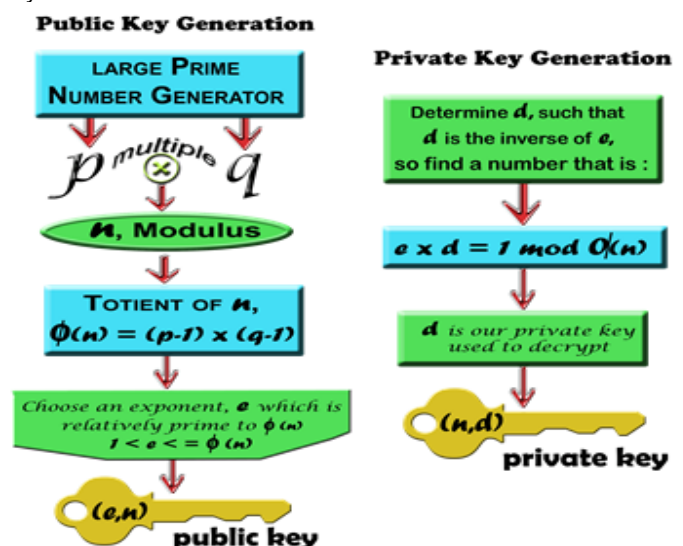 Public Key Generation
LARGE PRIME
NUMBER GENERATOR
p multiple q
×
n, Modulus
TOTIENT OF n,
ϕ(n) = (p-1) x (q-1)
Choose an exponent, e which is
relatively prime to ϕ(n)
1 < e < = ϕ(n)
(e,n)
public key
Private Key Generation
Determine d, such that
d is the inverse of e,
so find a number that is :
e x d = 1 mod O|(n)
d is our private key
used to decrypt
(n,d)
private key